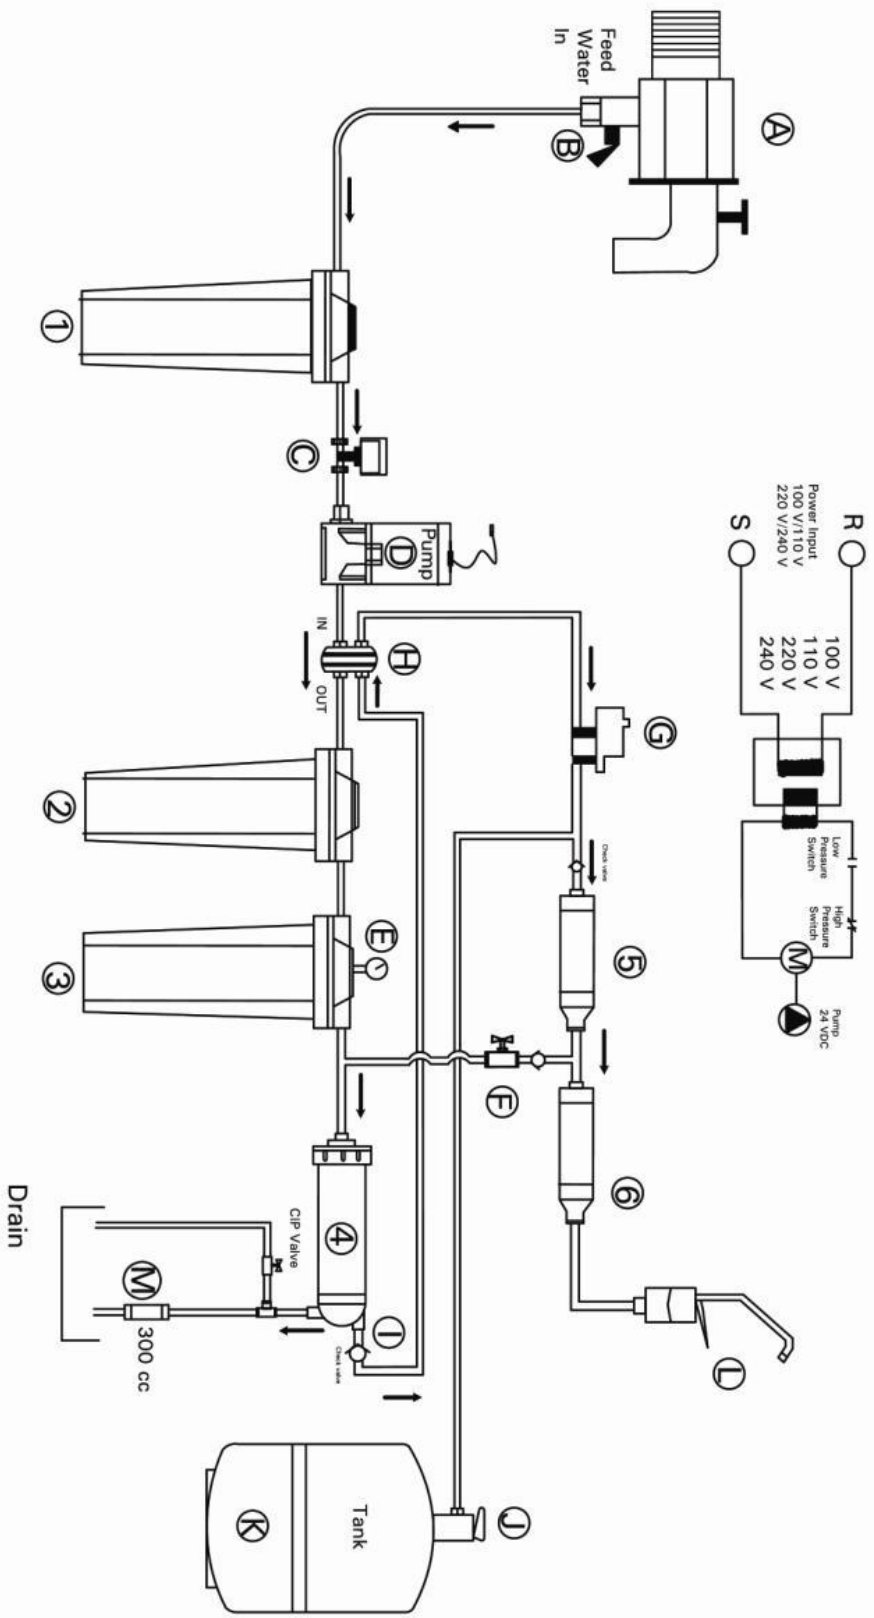 A
Feed
Water
In
B
1
C
Pump
D
IN
OUT
H
G
2
E
3
Check valve
5
F
6
L
4
I
Check valve
CIP Valve
M
300 cc
Drain
J
Tank
K
R
S
Power Input
100 V/110 V
220 V/240 V
100 V
110 V
220 V
240 V
Low
Pressure
Switch
High
Pressure
Switch
M
Pump
24 VDC